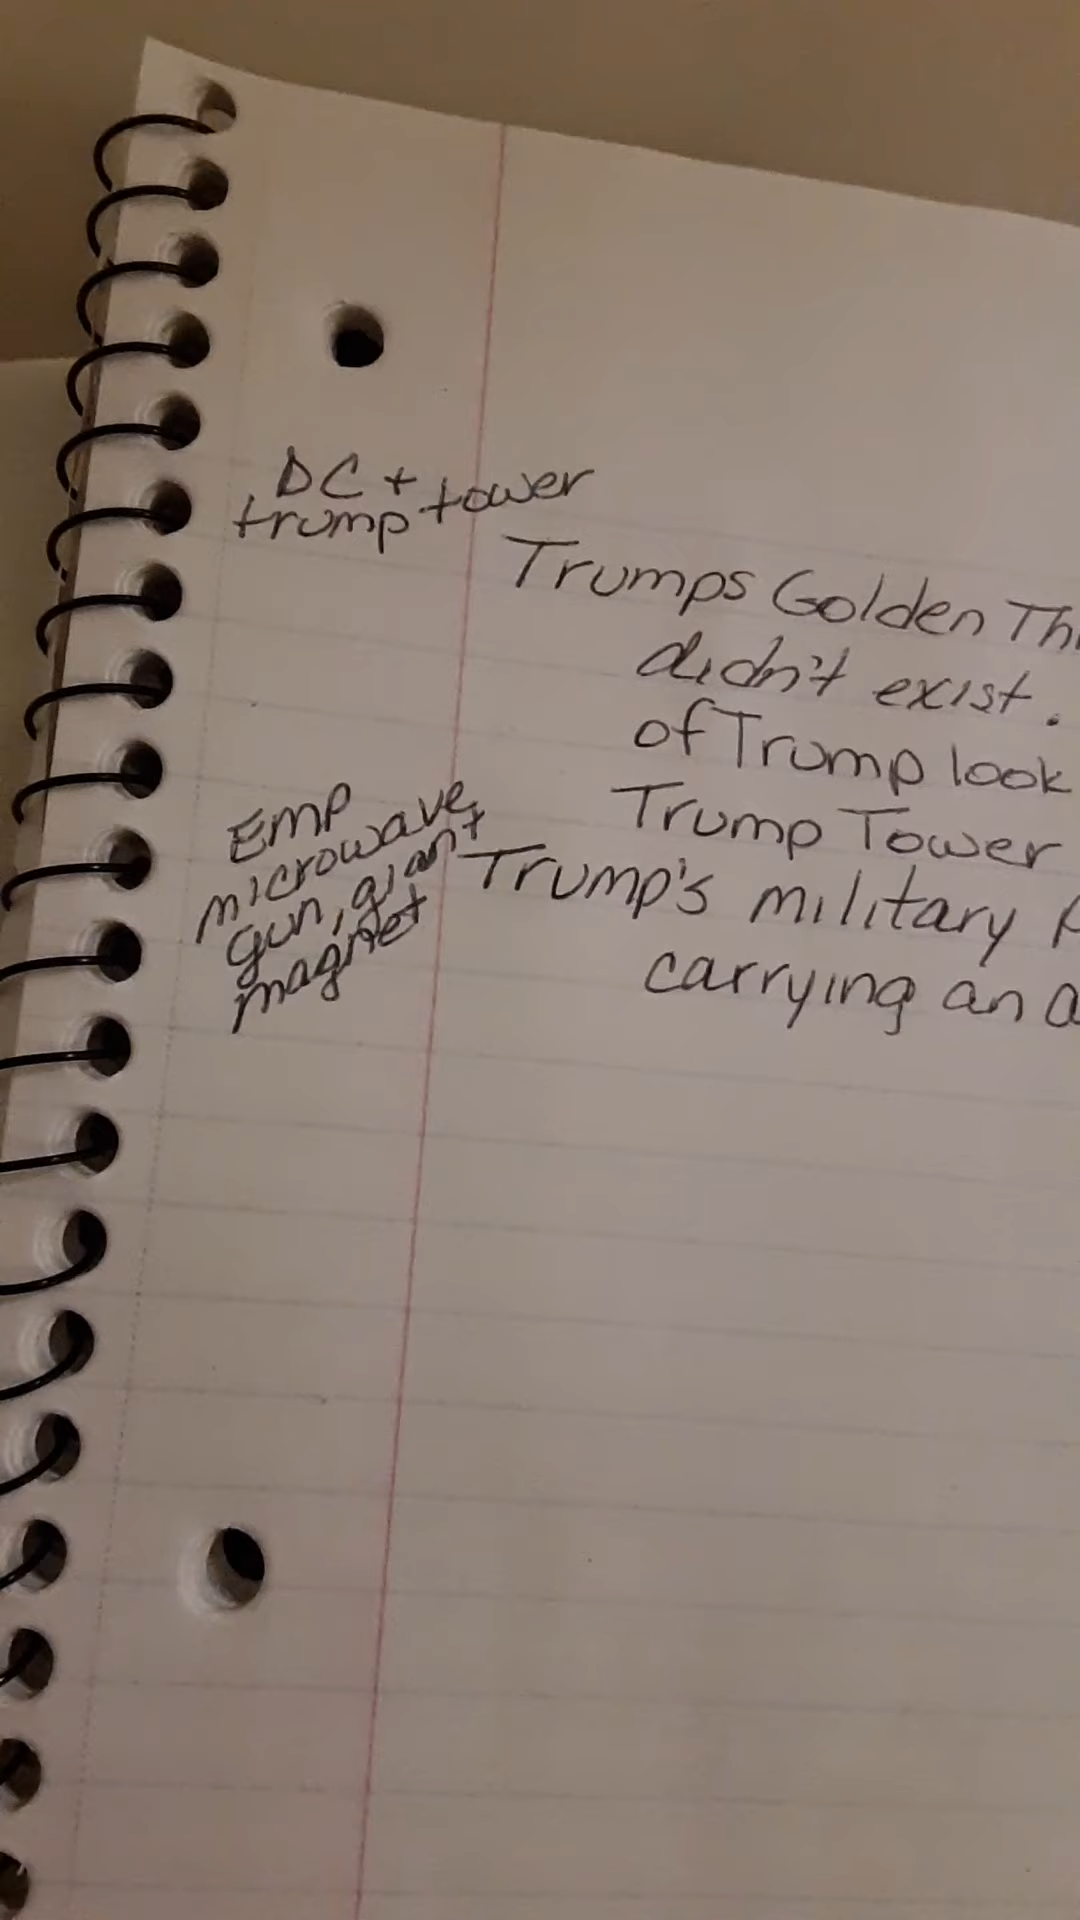 DC +
trump tower
Trumps Golden
didn't exist.
of Trump look
Trump Tower
EMP
microwave
gun, giant
magnet
Trump's military
carrying an